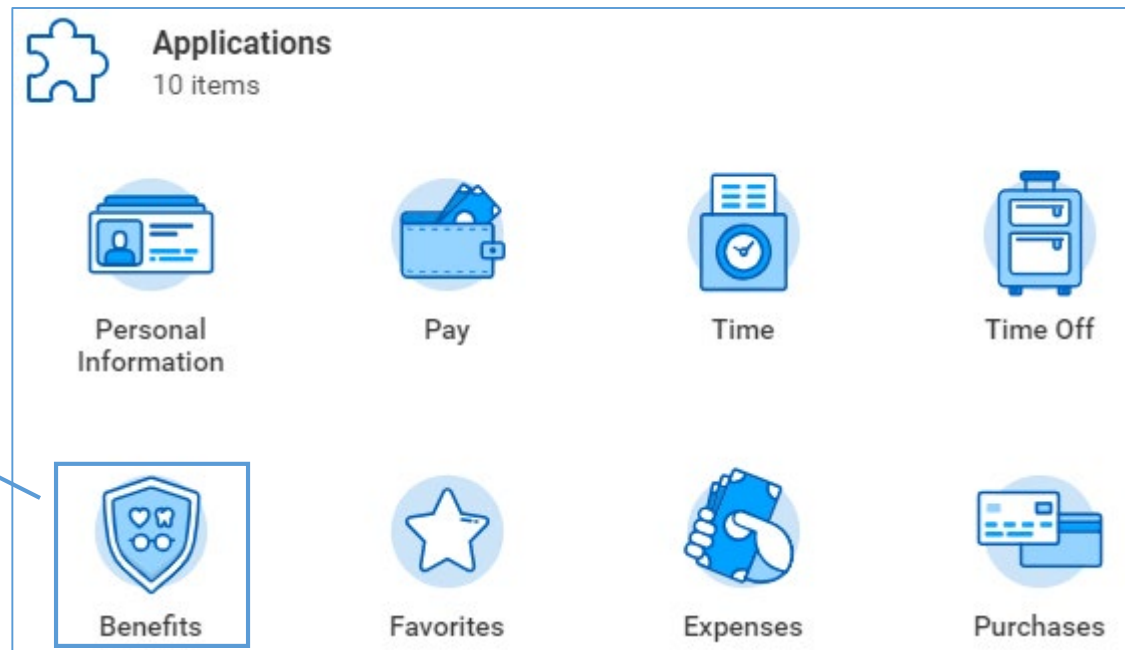 Applications
10 items
Personal
Information
Pay
Time
Time Off
Benefits
Favorites
Expenses
Purchases